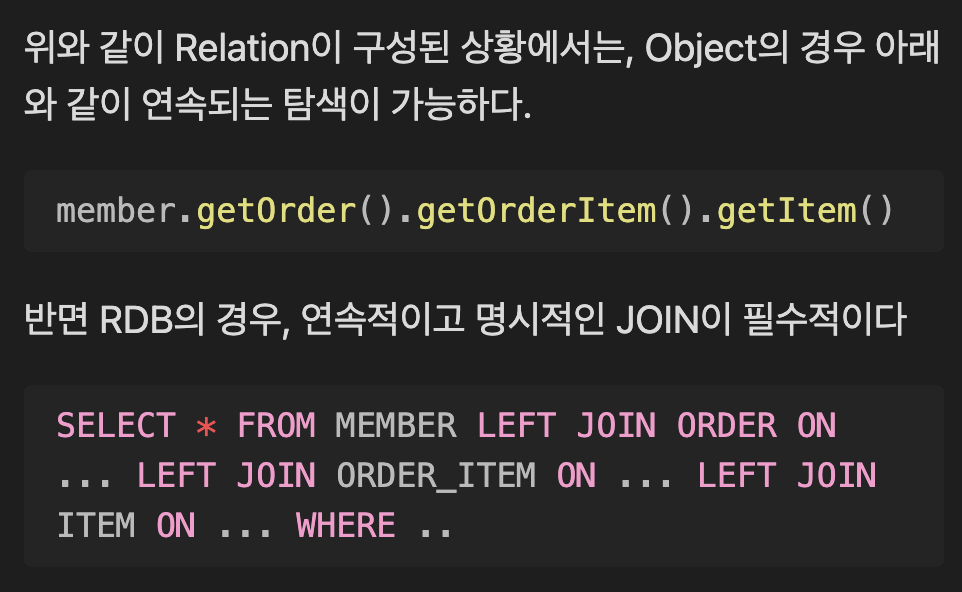 위와 같이 Relation이 구성된 상황에서는, Object의 경우 아래
와 같이 연속되는 탐색이 가능하다.
member.getOrder().getOrderItem().getItem()
반면 RDB의 경우, 연속적이고 명시적인 JOIN이 필수적이다
SELECT * FROM MEMBER LEFT JOIN ORDER ON
... LEFT JOIN ORDER_ITEM ON ... LEFT JOIN
ITEM ON ... WHERE ..